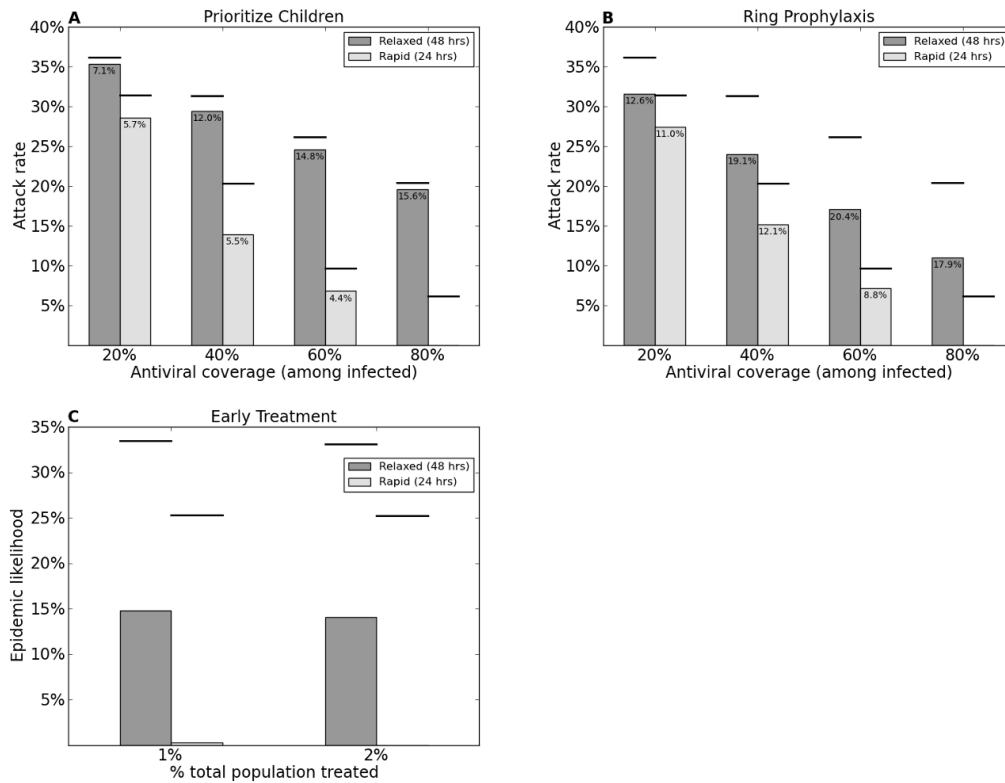 A Prioritize Children
40%
35%
30%
25%
20%
15%
10%
5%
Attack rate
Relaxed (48 hrs)
Rapid (24 hrs)
7.1%
5.7%
12.0%
5.5%
14.8%
4.4%
15.6%
20% 40% 60% 80%
Antiviral coverage (among infected)
B Ring Prophylaxis
40%
35%
30%
25%
20%
15%
10%
5%
Attack rate
Relaxed (48 hrs)
Rapid (24 hrs)
12.6%
11.0%
19.1%
12.1%
20.4%
8.8%
17.9%
20% 40% 60% 80%
Antiviral coverage (among infected)
C Early Treatment
35%
30%
25%
20%
15%
10%
5%
Epidemic likelihood
Relaxed (48 hrs)
Rapid (24 hrs)
1% 2%
% total population treated